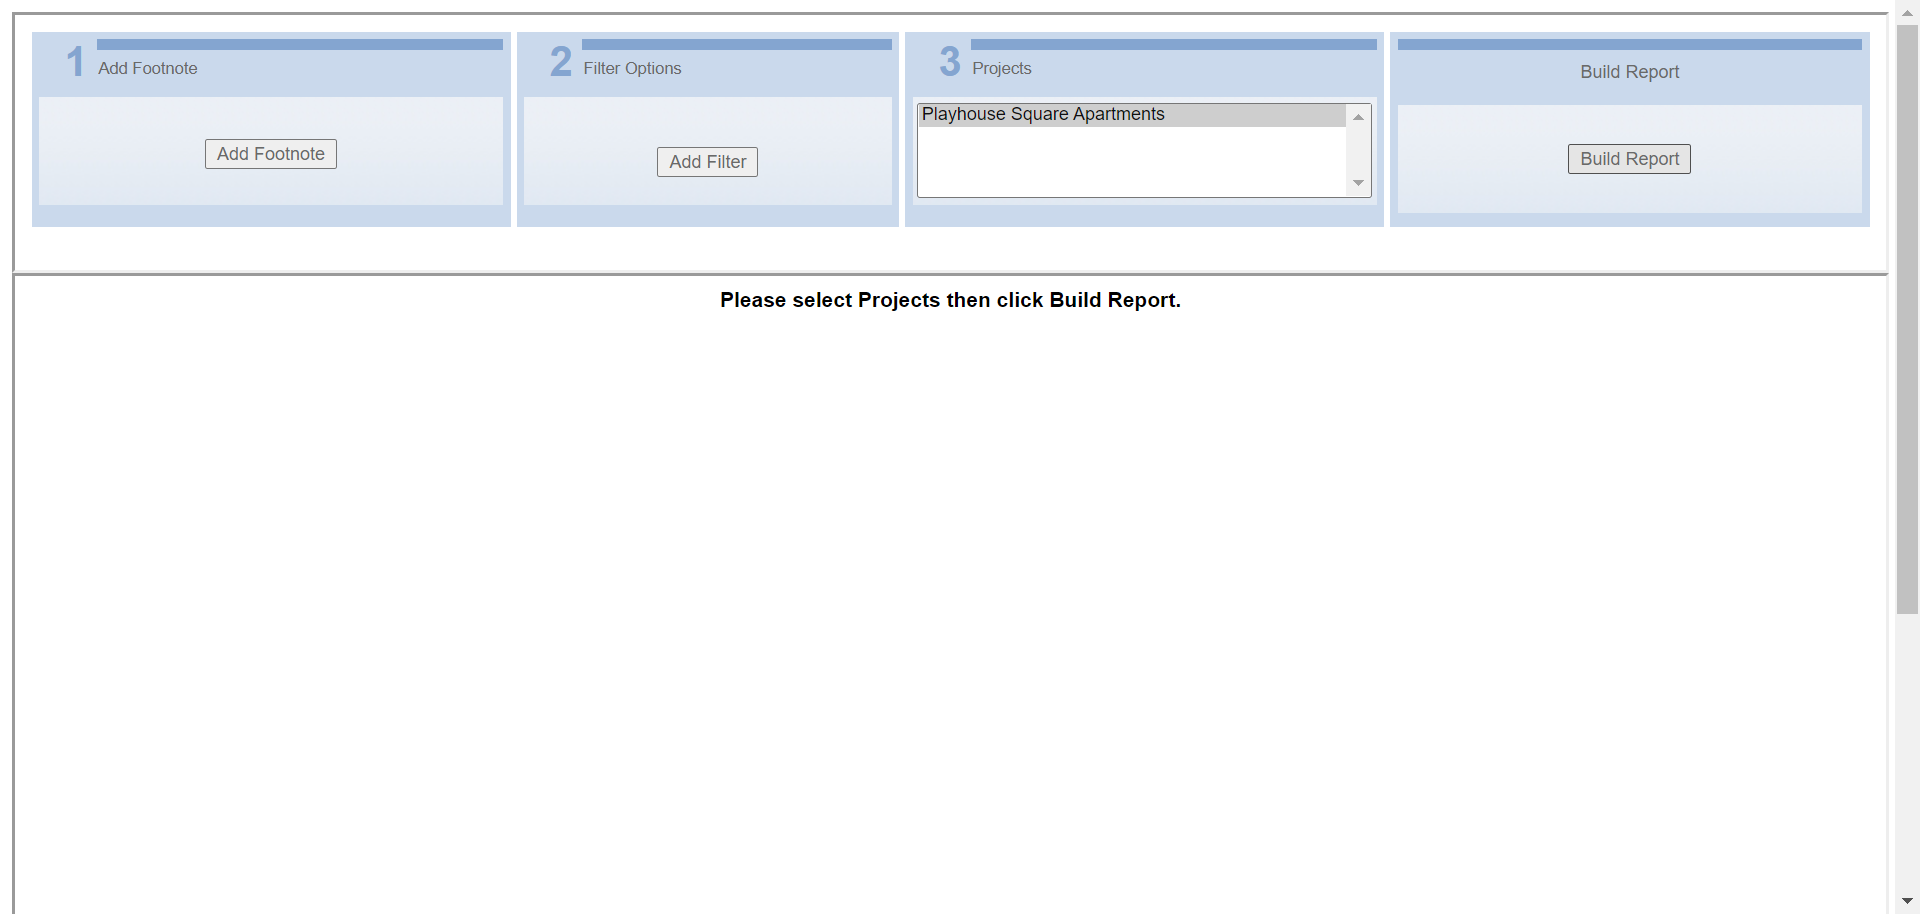 1 Add Footnote
Add Footnote
2 Filter Options
Add Filter
3 Projects
Playhouse Square Apartments
Build Report
Build Report
Please select Projects then click Build Report.